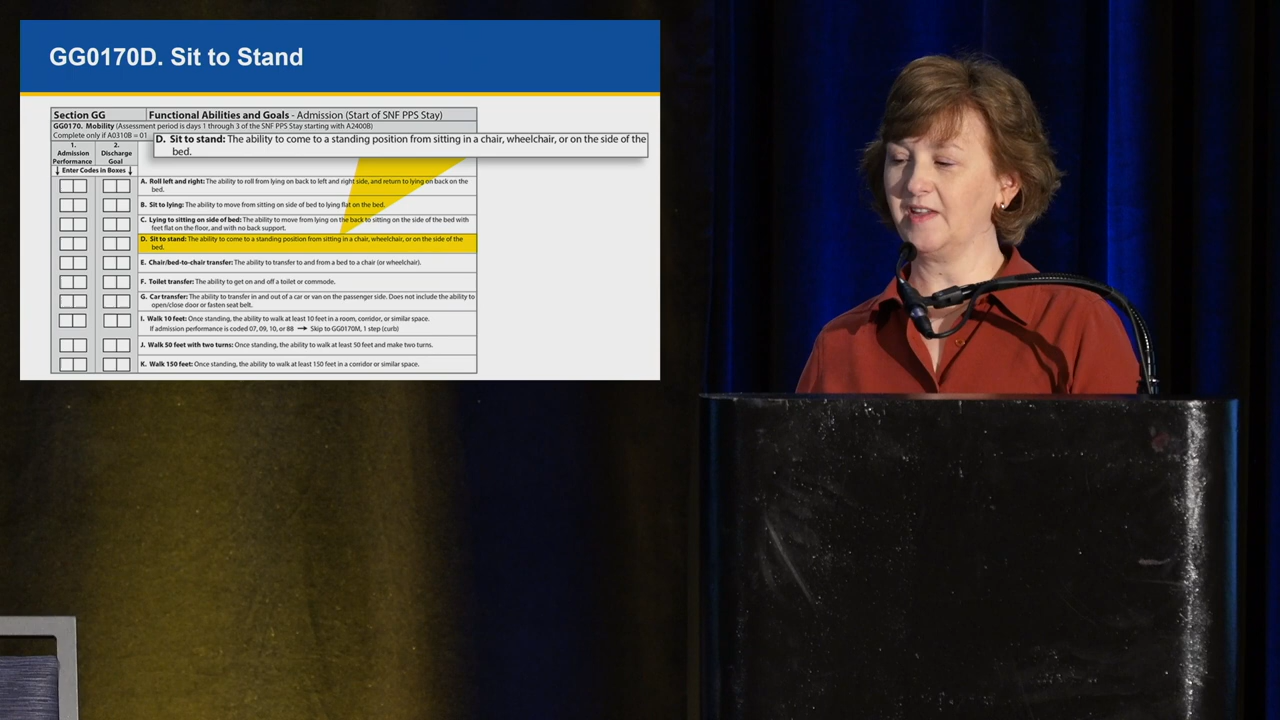 GG0170D. Sit to Stand
Section GG
Functional Abilities and Goals - Admission (Start of SNF PPS Stay)
GG0170. Mobility (Assessment period is days 1 through 3 of the SNF PPS Stay starting with A2400B)
Complete only if A0310B = 01
D. Sit to stand: The ability to come to a standing position from sitting in a chair, wheelchair, or on the side of the
bed.
1.
Admission
Performance
2.
Discharge
Goal
↓ Enter Codes in Boxes ↓
A. Roll left and right: The ability to roll from lying on back to left and right side, and return to lying on back on the
bed.
B. Sit to lying: The ability to move from sitting on side of bed to lying flat on the bed.
C. Lying to sitting on side of bed: The ability to move from lying on the back to sitting on the side of the bed with
feet flat on the floor, and with no back support.
D. Sit to stand: The ability to come to a standing position from sitting in a chair, wheelchair, or on the side of the
bed.
E. Chair/bed-to-chair transfer: The ability to transfer to and from a bed to a chair (or wheelchair).
F. Toilet transfer: The ability to get on and off a toilet or commode.
G. Car transfer: The ability to transfer in and out of a car or van on the passenger side. Does not include the ability to
open/close door or fasten seat belt.
I. Walk 10 feet: Once standing, the ability to walk at least 10 feet in a room, corridor, or similar space.
If admission performance is coded 07, 09, 10, or 88 → Skip to GG0170M, 1 step (curb)
J. Walk 50 feet with two turns: Once standing, the ability to walk at least 50 feet and make two turns.
K. Walk 150 feet: Once standing, the ability to walk at least 150 feet in a corridor or similar space.